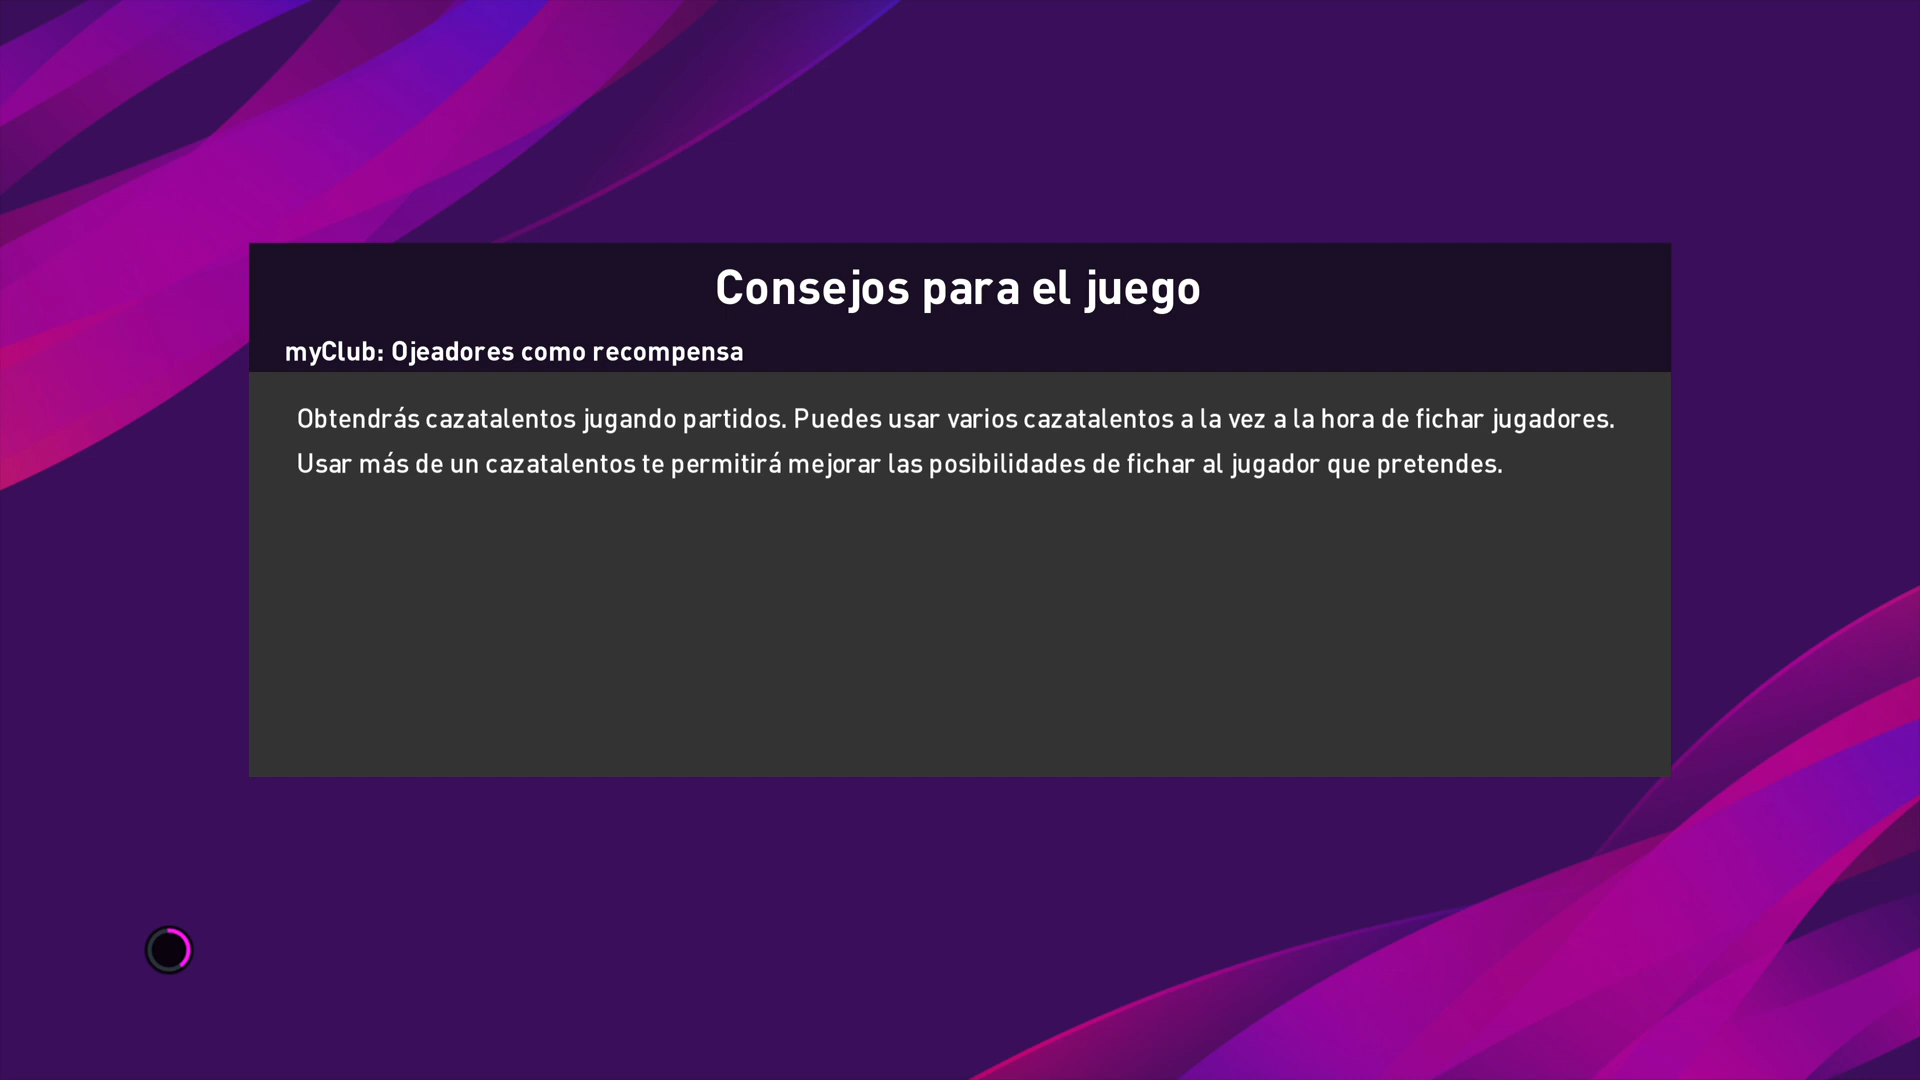 Consejos para el juego
myClub: Ojeadores como recompensa
Obtendrás cazatalentos jugando partidos. Puedes usar varios cazatalentos a la vez a la hora de fichar jugadores.
Usar más de un cazatalentos te permitirá mejorar las posibilidades de fichar al jugador que pretendes.